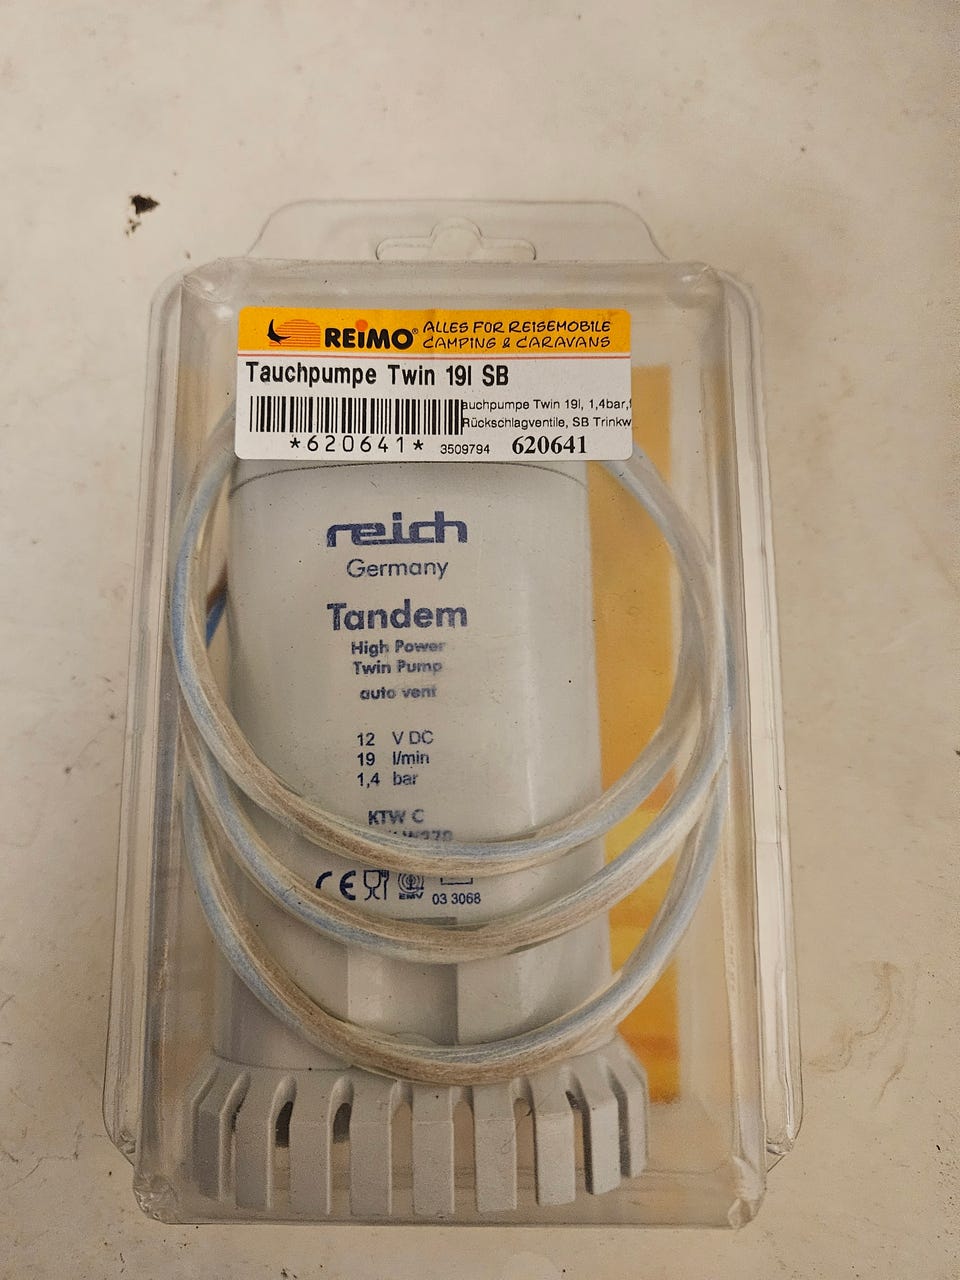 REIMO® ALLES FÜR REISEMOBILE
CAMPING & CARAVANS
Tauchpumpe Twin 19l SB
auchpumpe Twin 19l, 1,4bar,
Rückschlagventile, SB Trinkw
*620641* 3509794 620641
reich
Germany
Tandem
High Power
Twin Pump
auto vent
12 V DC
19 l/min
1,4 bar
KTW C
W270
CE EMV 03 3068